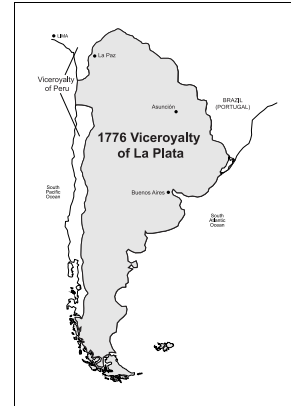 LIMA
La Paz
Viceroyalty
of Peru
Asunción
BRAZIL
(PORTUGAL)
1776 Viceroyalty
of La Plata
South
Pacific
Ocean
Buenos Aires
South
Atlantic
Ocean